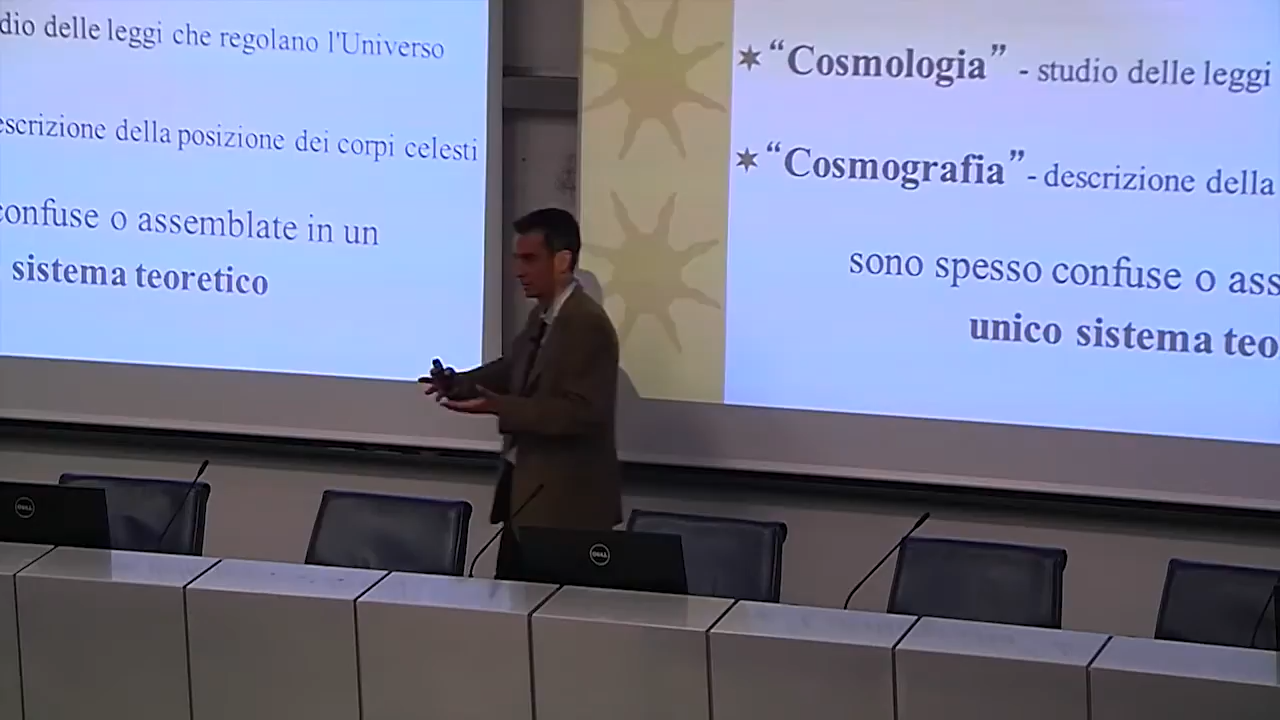 dio delle leggi che regolano l'Universo
escrizione della posizione dei corpi celesti
confuse o assemblate in un
sistema teoretico
✶ “Cosmologia” - studio delle leggi
✶ “Cosmografia” - descrizione della
sono spesso confuse o ass
unico sistema teo
DELL
DELL